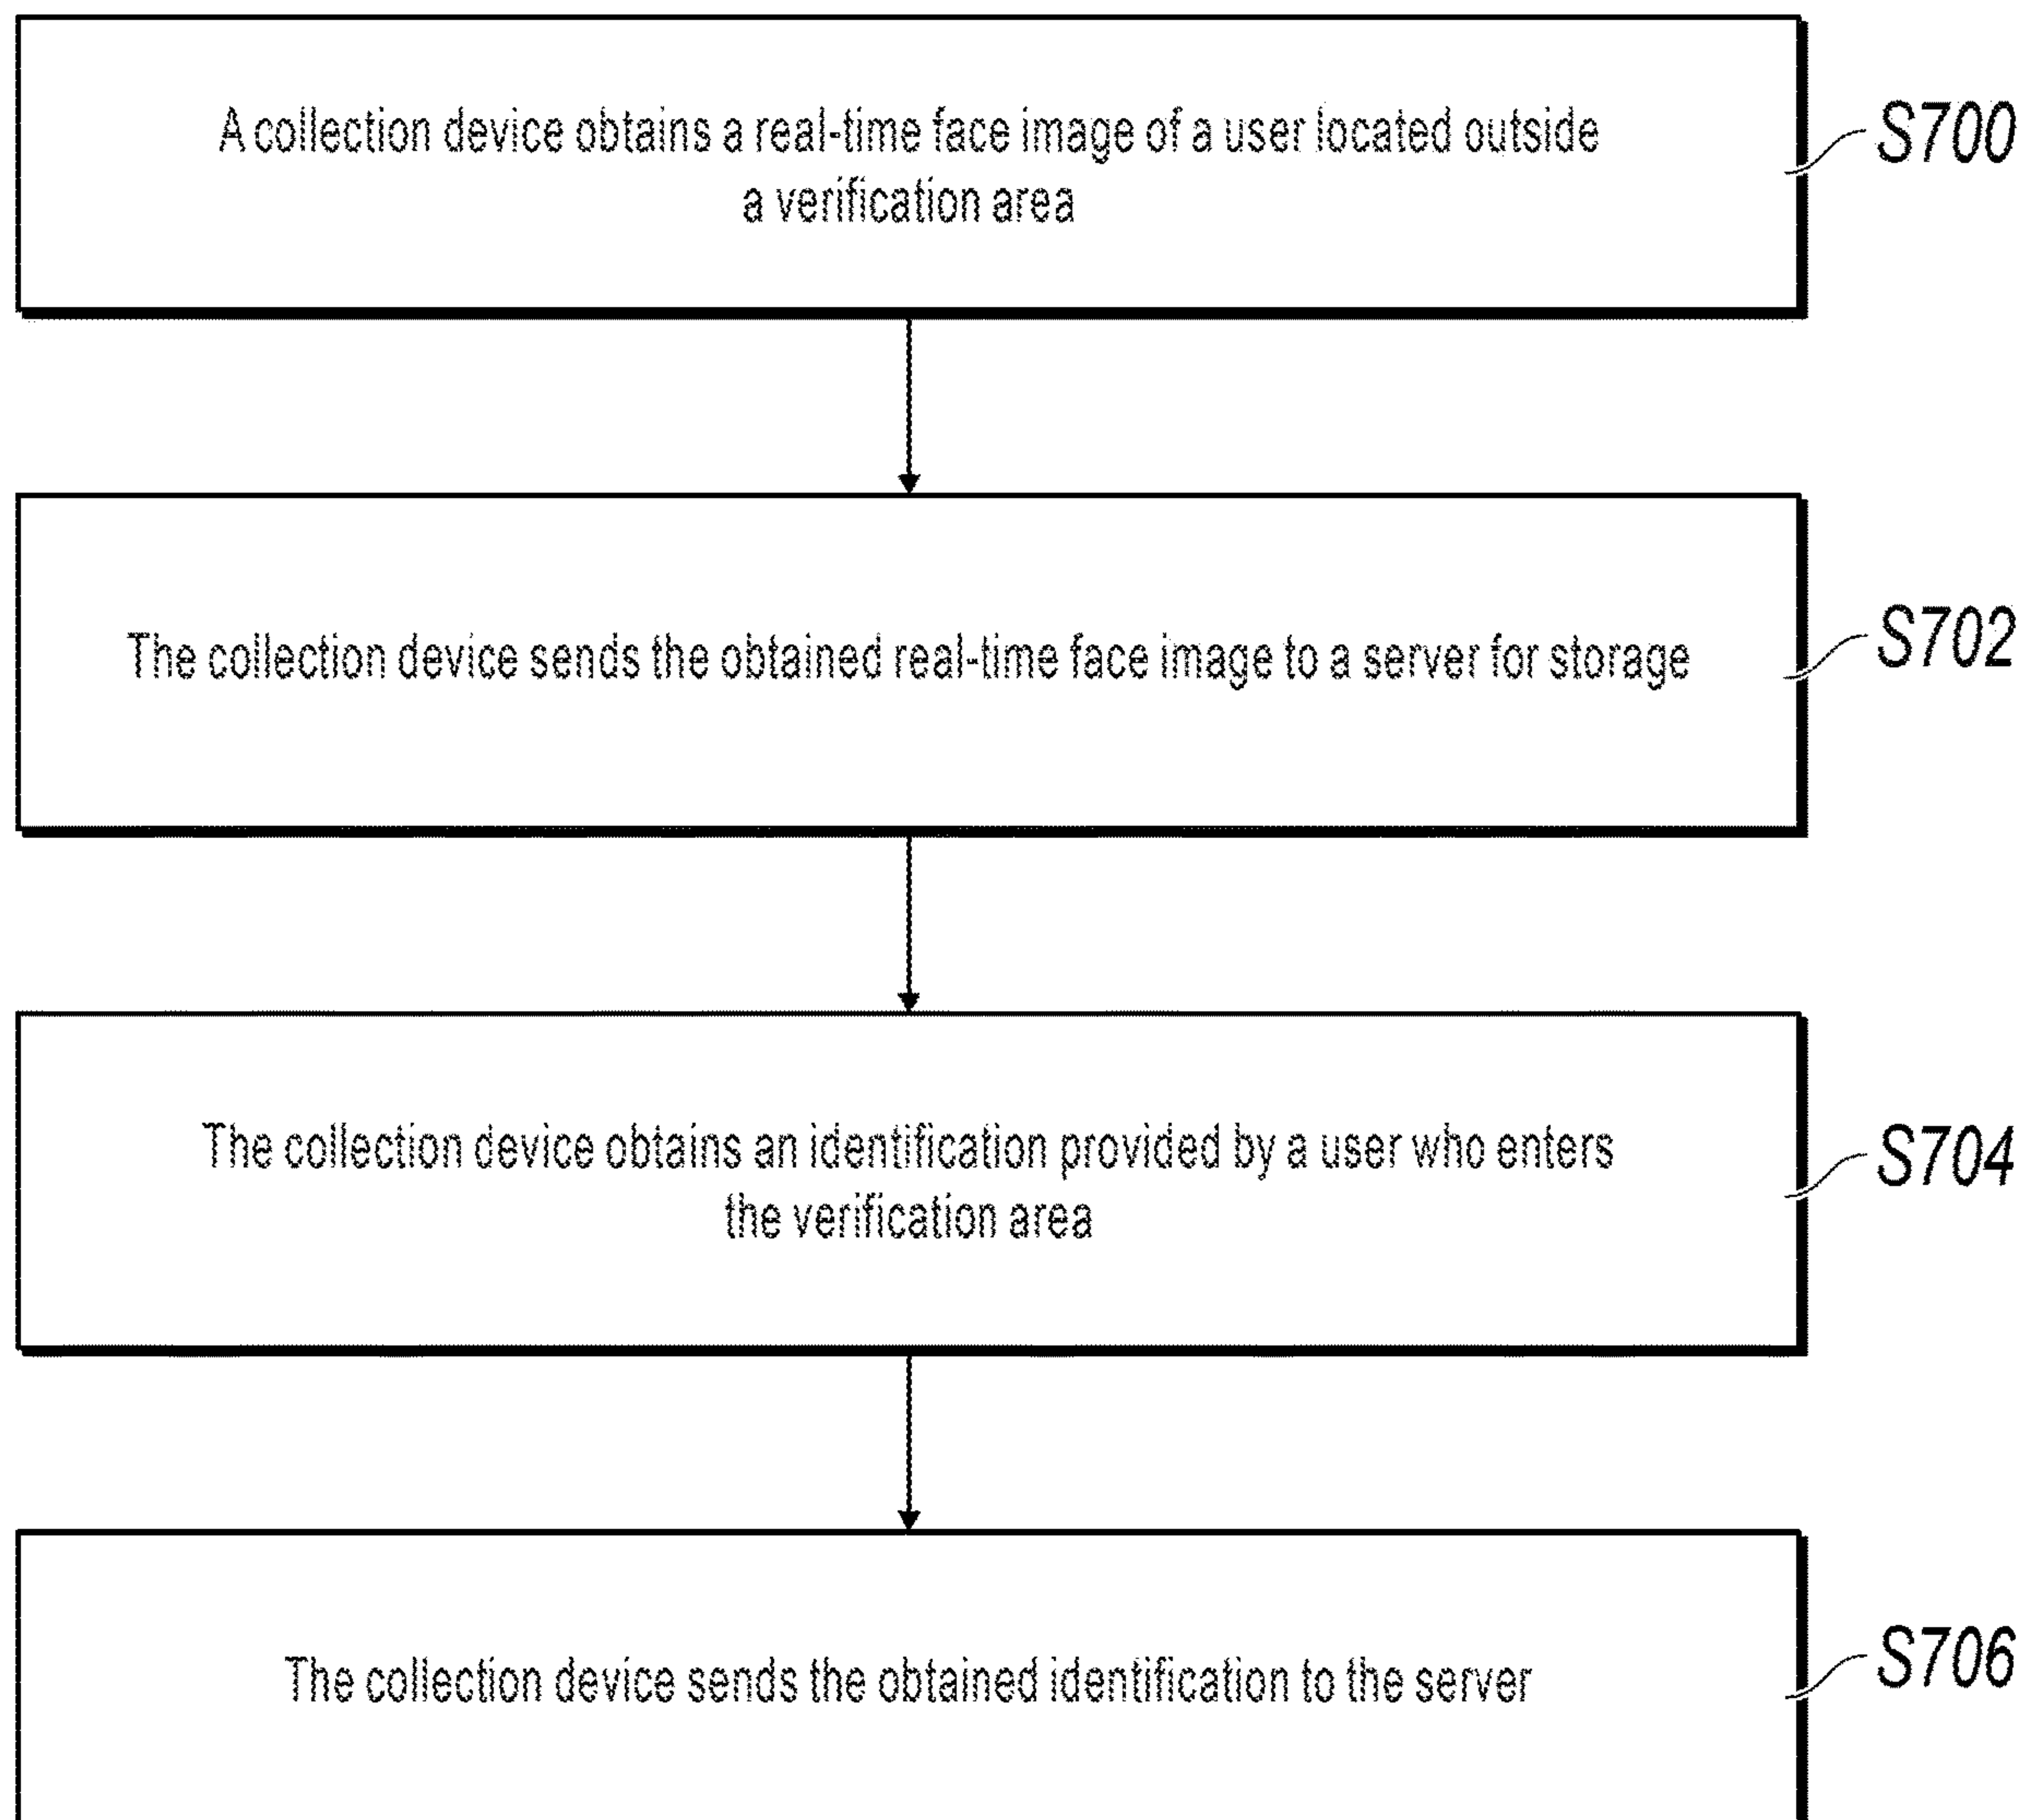 A collection device obtains a real-time face image of a user located outside
a verification area
S700
The collection device sends the obtained real-time face image to a server for storage
S702
The collection device obtains an identification provided by a user who enters
the verification area
S704
The collection device sends the obtained identification to the server
S706